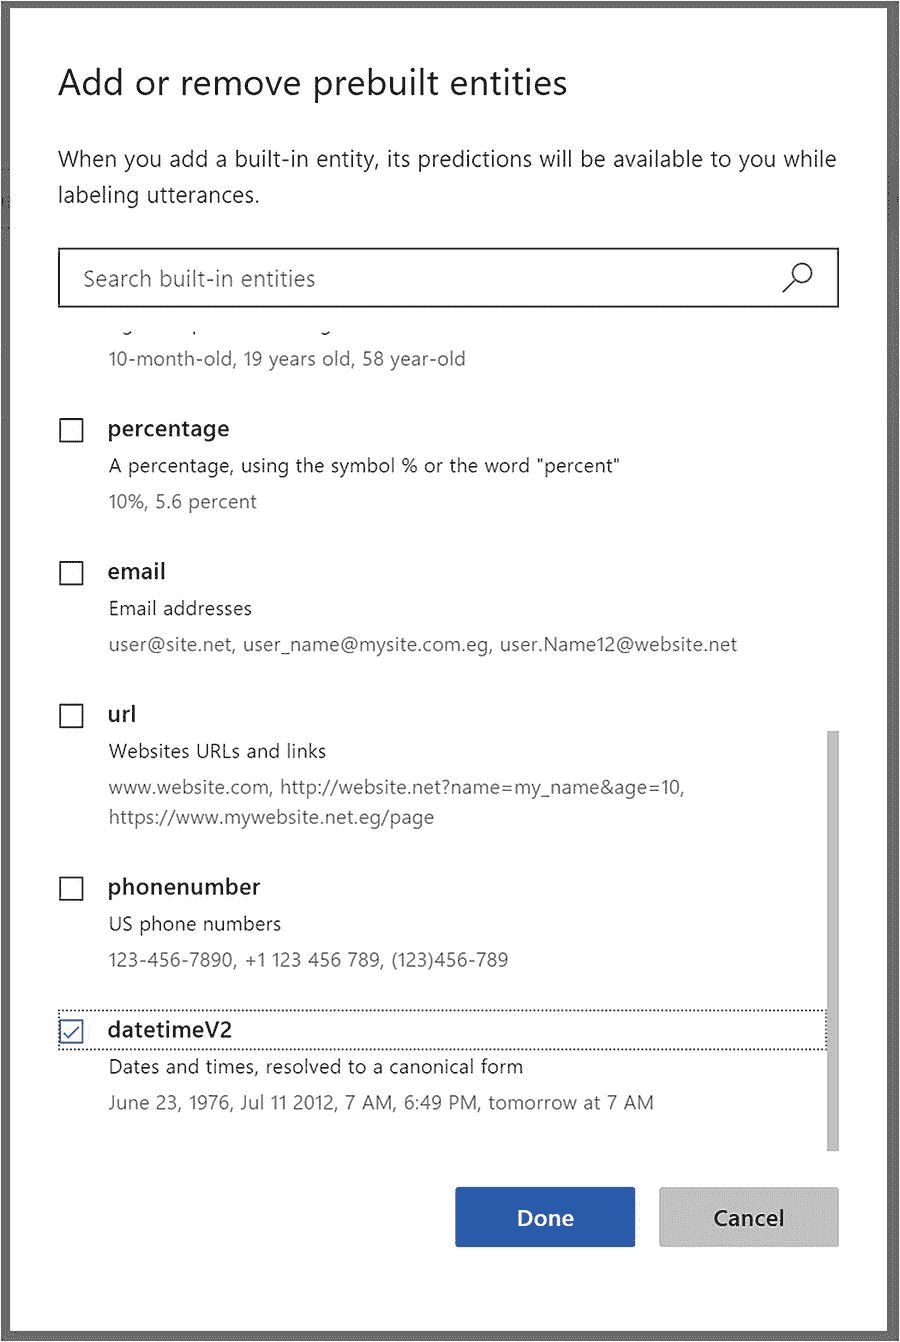 Add or remove prebuilt entities
When you add a built-in entity, its predictions will be available to you while
labeling utterances.
Search built-in entities
10-month-old, 19 years old, 58 year-old
percentage
A percentage, using the symbol % or the word "percent"
10%, 5.6 percent
email
Email addresses
user@site.net, user_name@mysite.com.eg, user.Name12@website.net
url
Websites URLs and links
www.website.com, http://website.net?name=my_name&age=10,
https://www.mywebsite.net.eg/page
phonenumber
US phone numbers
123-456-7890, +1 123 456 789, (123)456-789
datetimeV2
Dates and times, resolved to a canonical form
June 23, 1976, Jul 11 2012, 7 AM, 6:49 PM, tomorrow at 7 AM
Done
Cancel